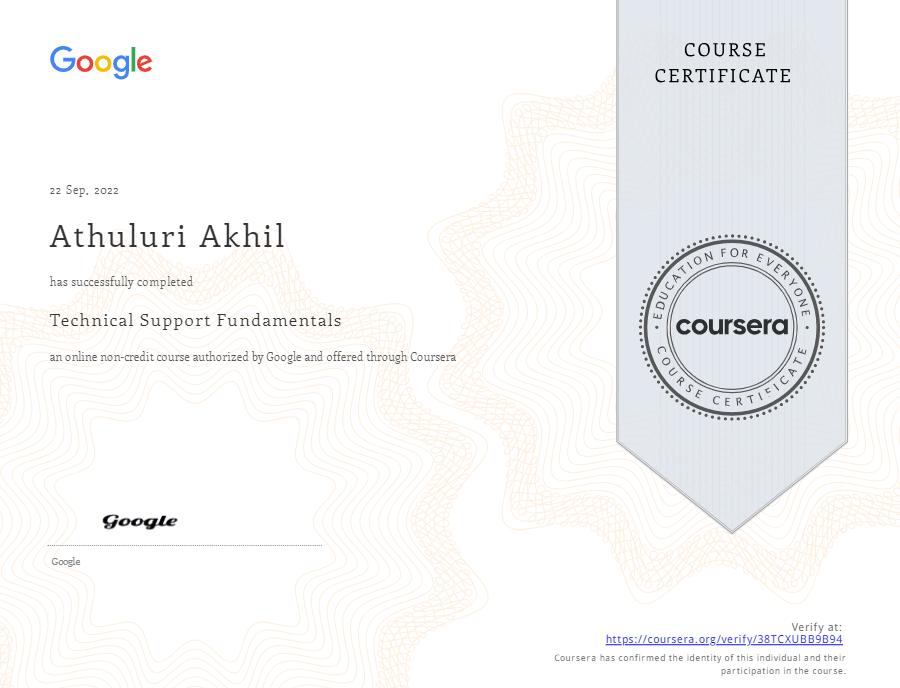 Google
COURSE
CERTIFICATE
22 Sep, 2022
Athuluri Akhil
has successfully completed
Technical Support Fundamentals
an online non-credit course authorized by Google and offered through Coursera
EDUCATION FOR EVERYONE
coursera
COURSE CERTIFICATE
Google
Google
Verify at:
https://coursera.org/verify/38TCXUBB9B94
Coursera has confirmed the identity of this individual and their
participation in the course.